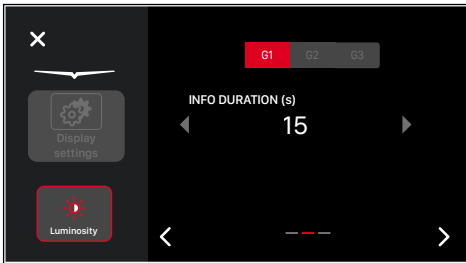 G1 G2 G3
INFO DURATION (s)
15
Display
settings
Luminosity